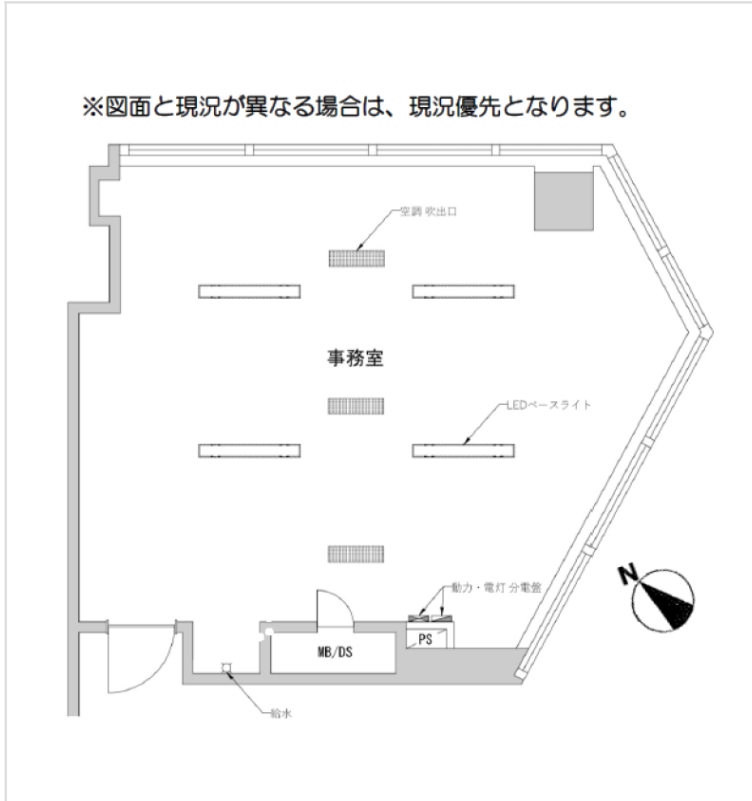 ※図面と現況が異なる場合は、現況優先となります。
空調 吹出口
事務室
LEDベースライト
動力・電灯 分電盤
PS
MB/DS
給水
N